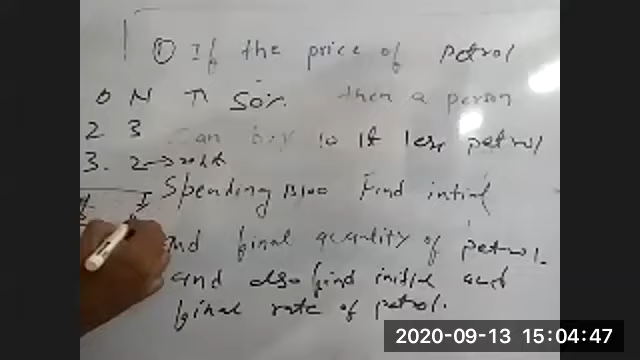 ① If the price of petrol
O N ↑ 50% then a person
2 3 can buy 10 lt less petrol
3. 2 →
Spending Find initial
and final quantity of petrol.
and also find initial and
final rate of petrol.
2020-09-13 15:04:47